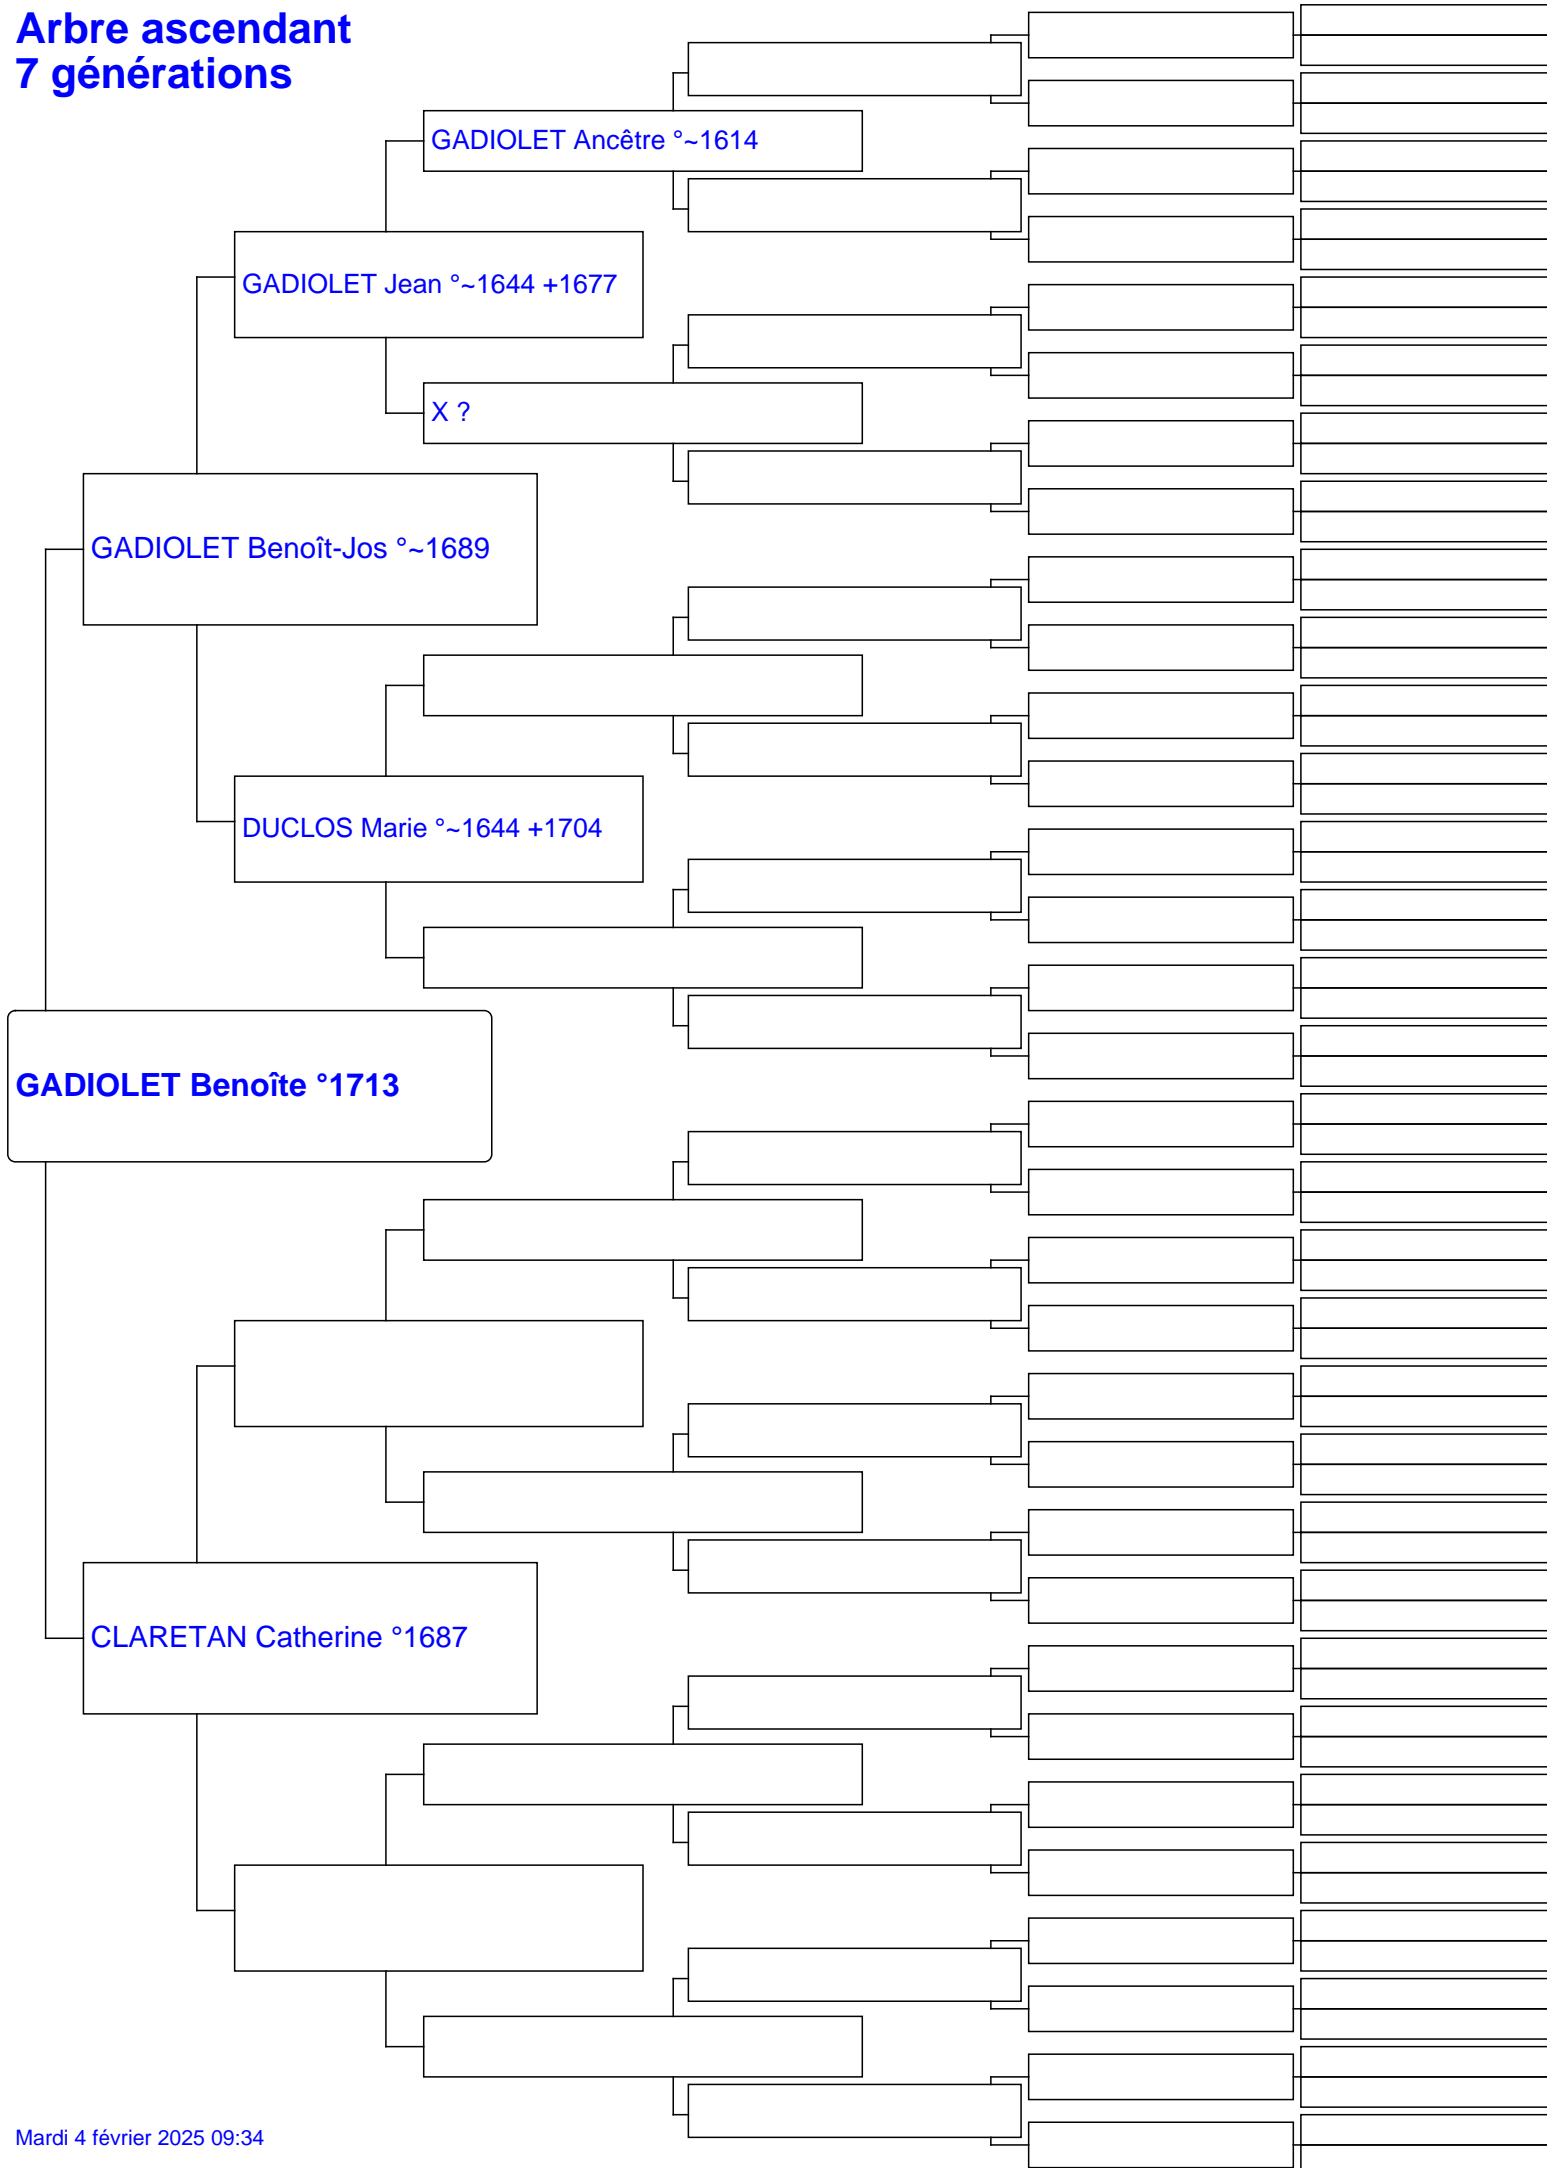 Arbre ascendant
7 générations
GADIOLET Ancêtre °~1614
GADIOLET Jean °~1644 +1677
X ?
GADIOLET Benoît-Jos °~1689
DUCLOS Marie °~1644 +1704
GADIOLET Benoîte °1713
CLARETAN Catherine °1687
Mardi 4 février 2025 09:34